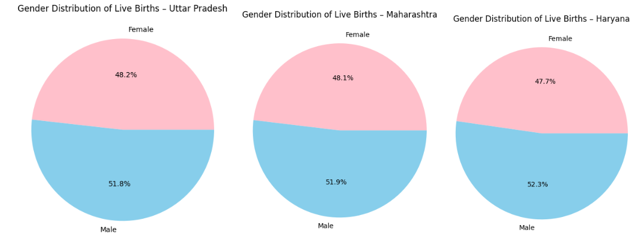 Gender Distribution of Live Births – Uttar Pradesh
Female
48.2%
51.8%
Male
Gender Distribution of Live Births – Maharashtra
Female
48.1%
51.9%
Male
Gender Distribution of Live Births – Haryana
Female
47.7%
52.3%
Male